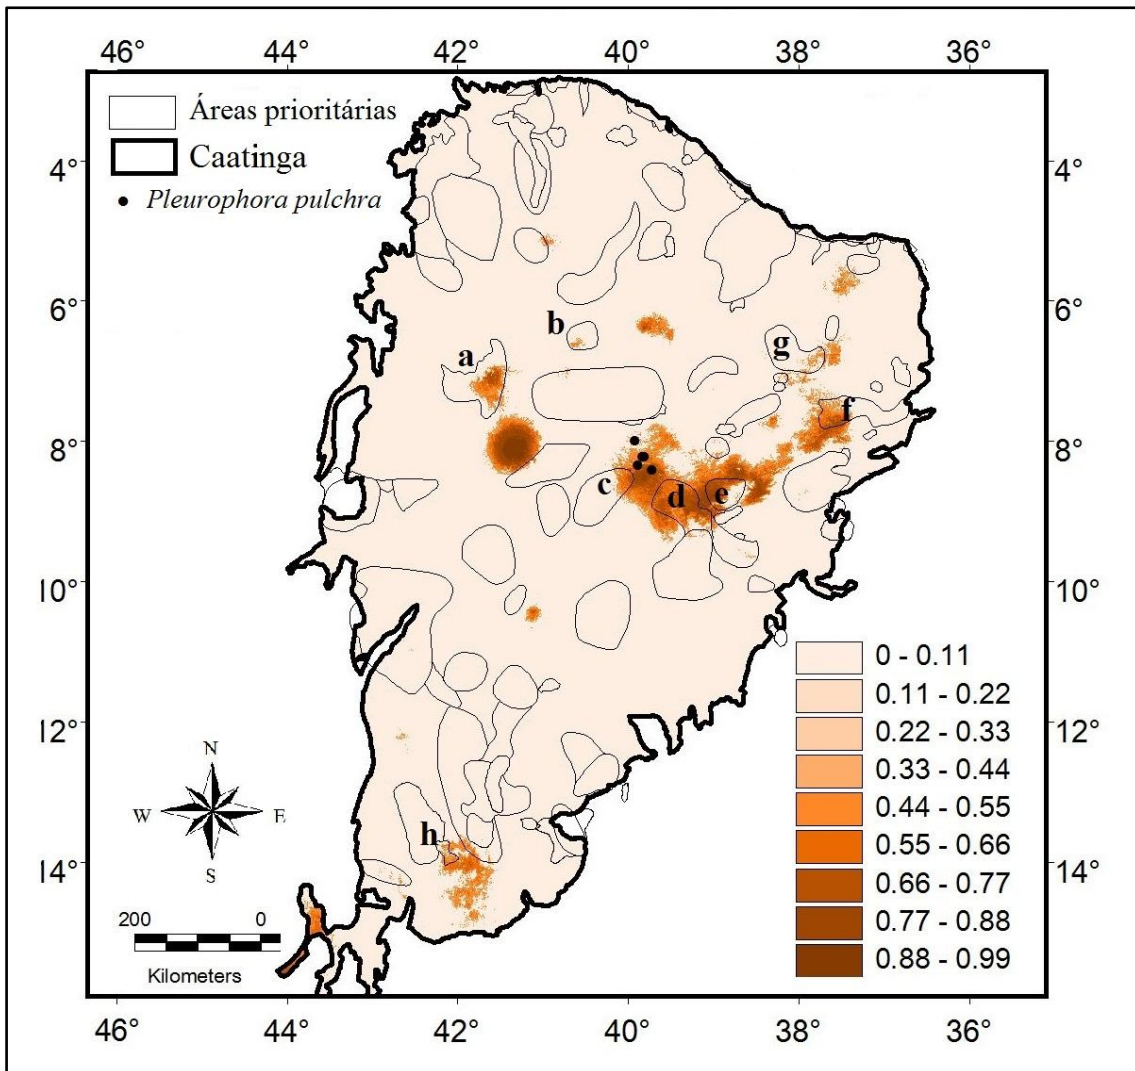 46° 44° 42° 40° 38° 36°
Áreas prioritárias
Caatinga
Pleurophora pulchra
4° 4°
6° 6°
b
g
a
f
8° 8°
c d e
10° 10°
0 - 0.11
0.11 - 0.22
12° 12°
0.22 - 0.33
N
0.33 - 0.44
W E
0.44 - 0.55
h
0.55 - 0.66
14° 14°
S
0.66 - 0.77
200 0
0.77 - 0.88
Kilometers
0.88 - 0.99
46° 44° 42° 40° 38° 36°